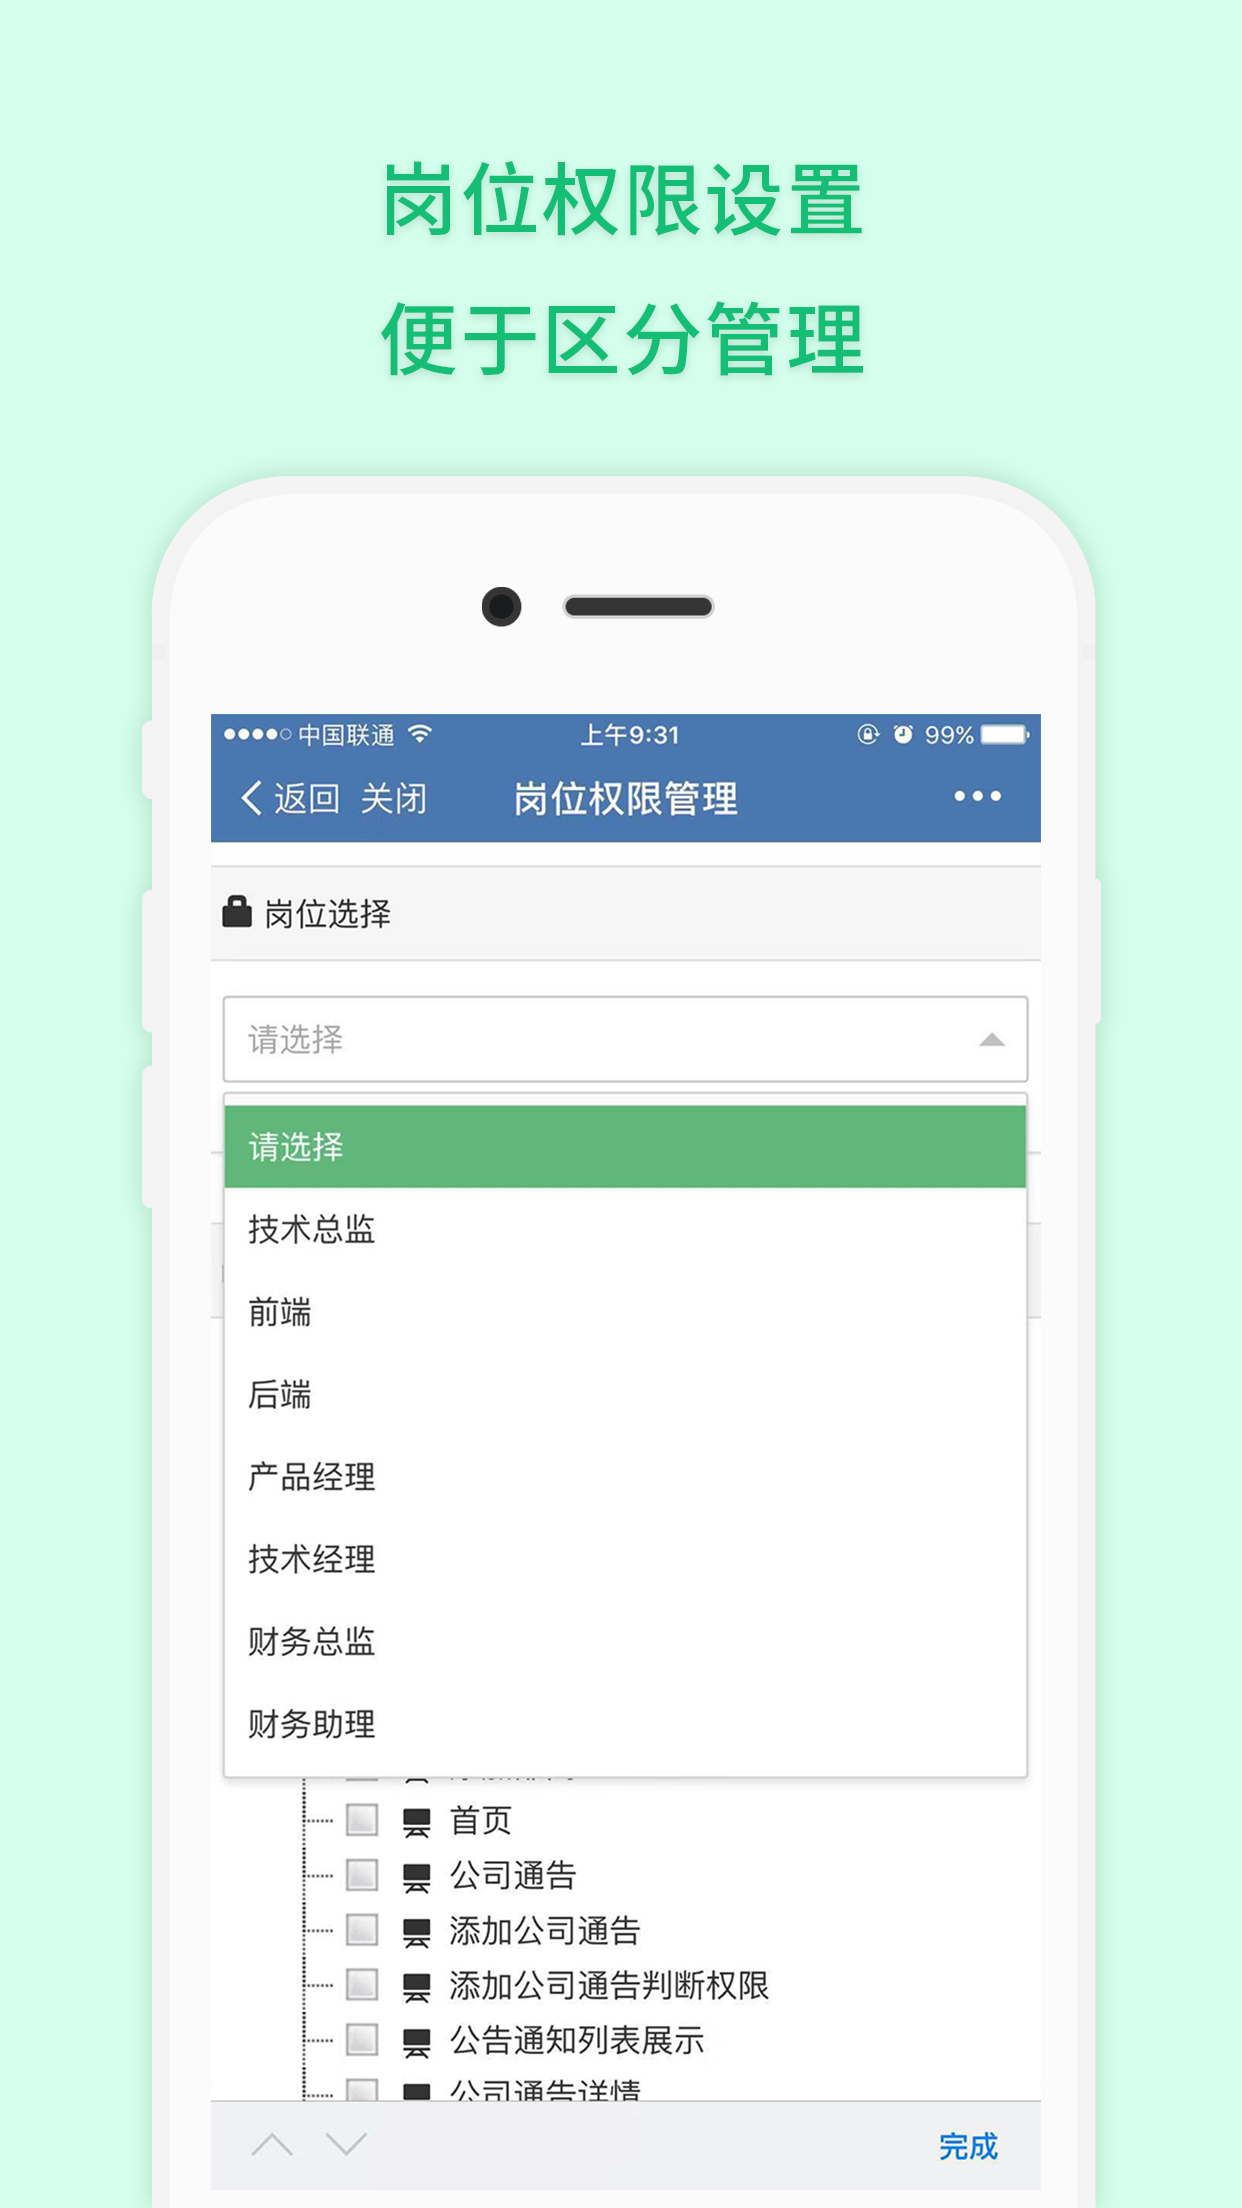 岗位权限设置
便于区分管理
中国联通 上午9:31 99%
返回 关闭 岗位权限管理
岗位选择
请选择
请选择
技术总监
前端
后端
产品经理
技术经理
财务总监
财务助理
首页
公司通告
添加公司通告
添加公司通告判断权限
公告通知列表展示
公司通告详情
完成